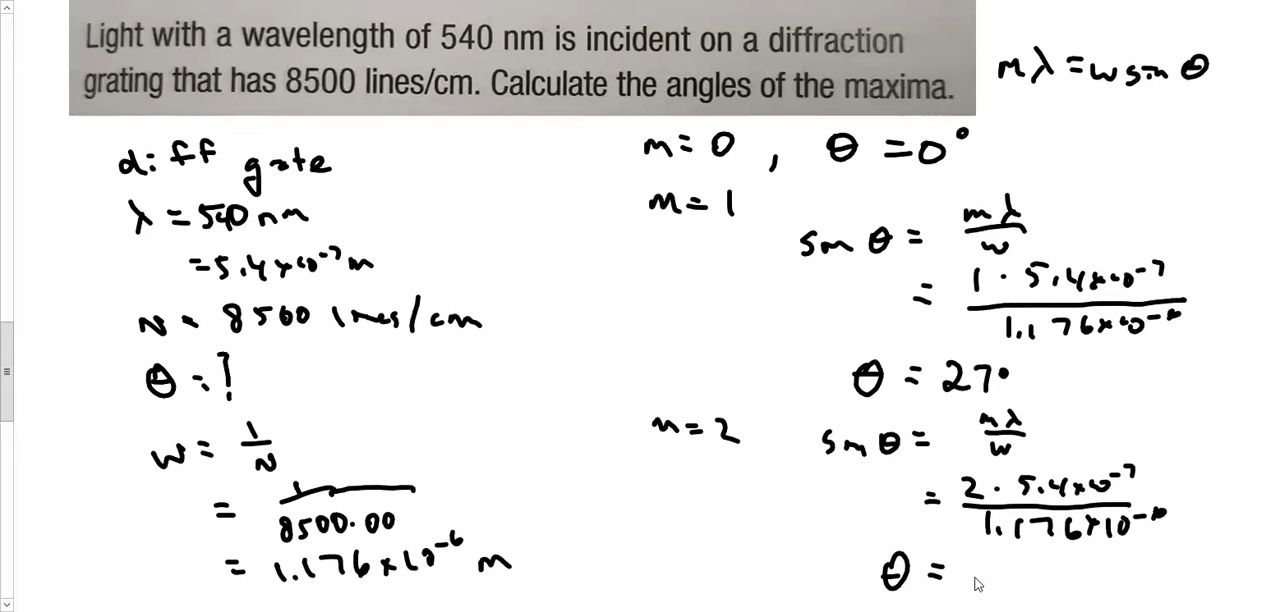 Light with a wavelength of 540 nm is incident on a diffraction
grating that has 8500 lines/cm. Calculate the angles of the maxima.
mλ = w sin θ
diff grate
λ = 540 nm
= 5.4×10⁻⁷ m
N = 8500 lines/cm
θ = ?
w = 1/N
= 1/8500.00
= 1.176×10⁻⁶ m
m = 0 , θ = 0°
m = 1
sin θ = mλ/w
= 1 · 5.4×10⁻⁷/1.176×10⁻⁶
θ = 27°
m = 2
sin θ = mλ/w
= 2 · 5.4×10⁻⁷/1.176×10⁻⁶
θ =